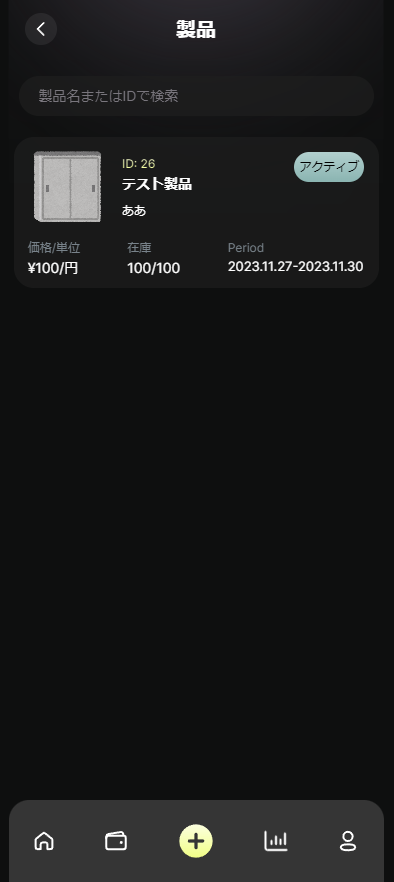 製品
製品名またはIDで検索
ID: 26
アクティブ
テスト製品
ああ
価格/単位
在庫
Period
¥100/円
100/100
2023.11.27-2023.11.30